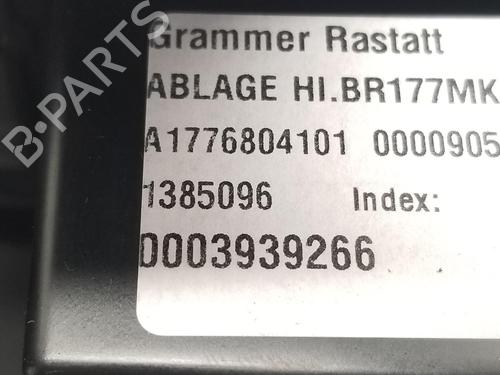 Grammer Rastatt
ABLAGE HI.BR177MK
A1776804101 0000905
1385096 Index:
0003939266
B-PARTS